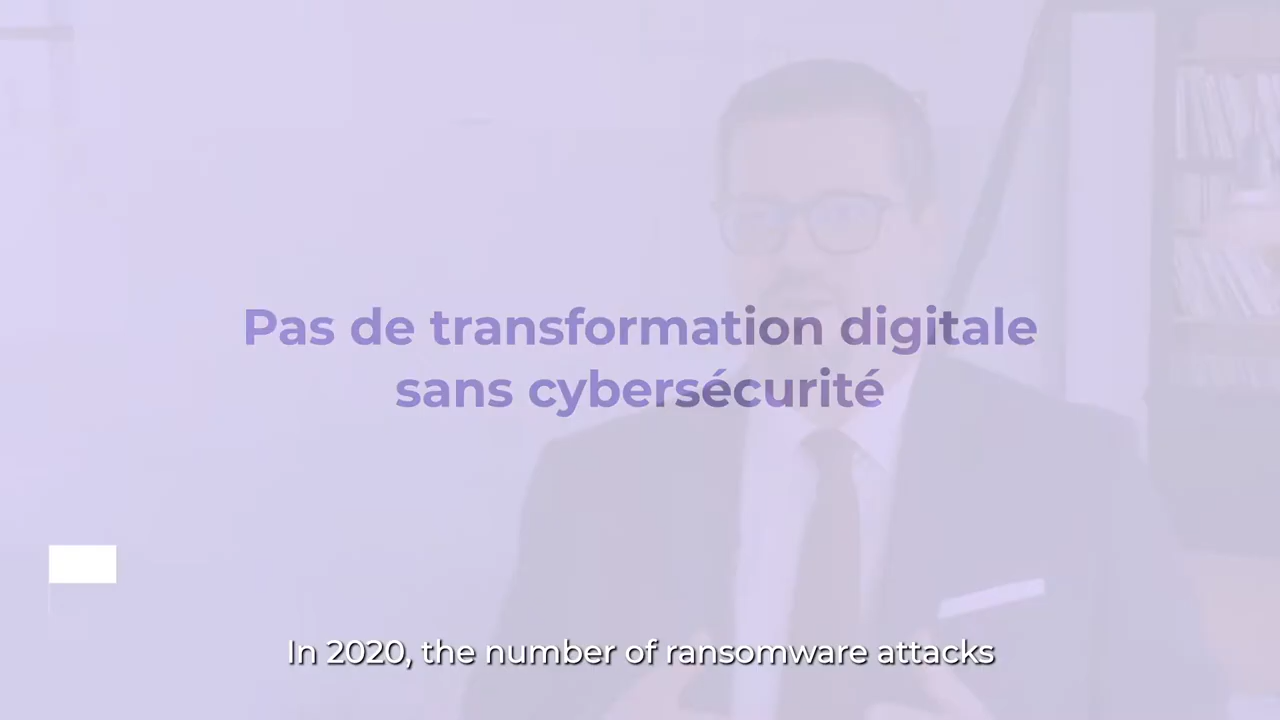 Pas de transformation digitale
sans cybersécurité
In 2020, the number of ransomware attacks